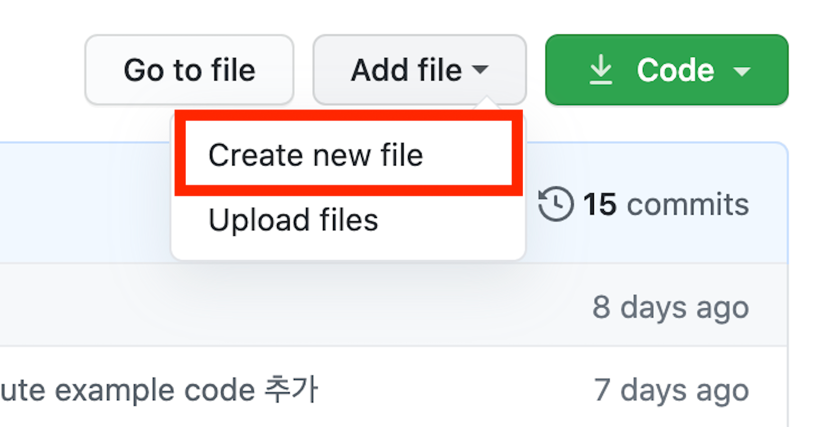 Go to file
Add file
Code
Create new file
Upload files
15 commits
8 days ago
ute example code 추가
7 days ago